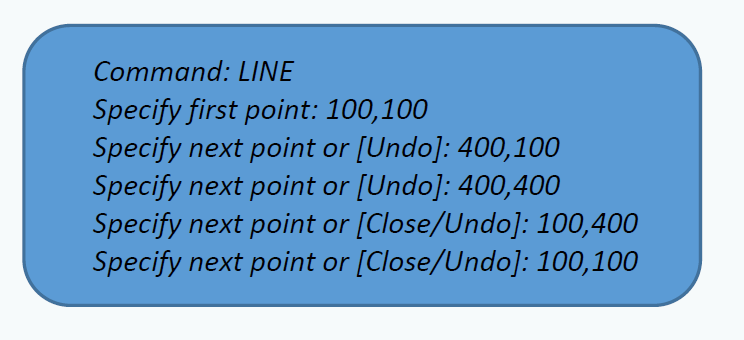 Command: LINE
Specify first point: 100,100
Specify next point or [Undo]: 400,100
Specify next point or [Undo]: 400,400
Specify next point or [Close/Undo]: 100,400
Specify next point or [Close/Undo]: 100,100